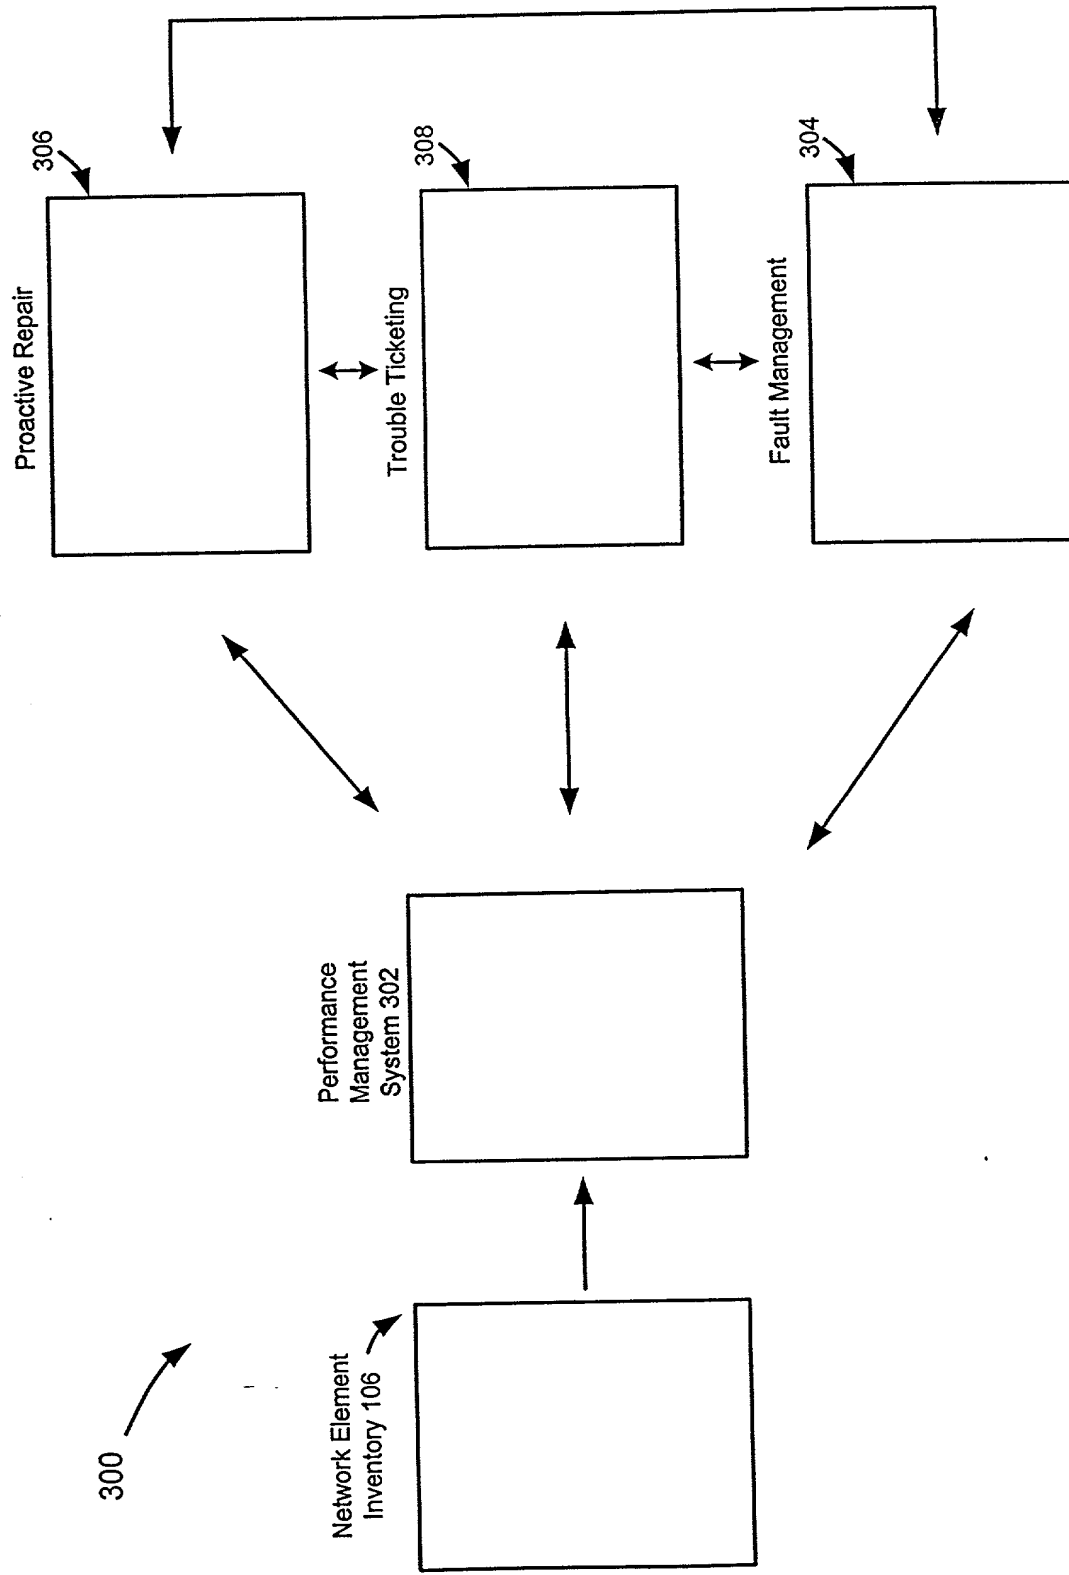 300
Network Element
Inventory 106
Performance
Management
System 302
Proactive Repair
306
Trouble Ticketing
308
Fault Management
304